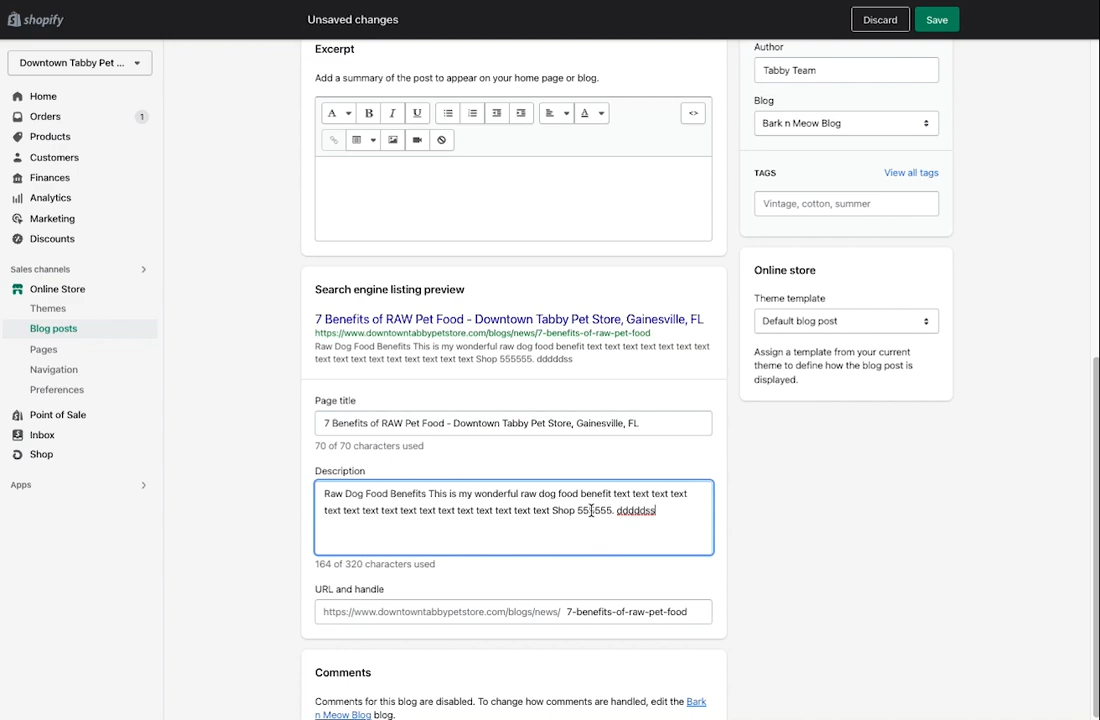 shopify
Unsaved changes
Discard
Save
Downtown Tabby Pet ...
Home
Orders
1
Products
Customers
Finances
Analytics
Marketing
Discounts
Sales channels
Online Store
Themes
Blog posts
Pages
Navigation
Preferences
Point of Sale
Inbox
Shop
Apps
Excerpt
Add a summary of the post to appear on your home page or blog.
A
B
I
U
A
<>
Search engine listing preview
7 Benefits of RAW Pet Food - Downtown Tabby Pet Store, Gainesville, FL
https://www.downtowntabbypetstore.com/blogs/news/7-benefits-of-raw-pet-food
Raw Dog Food Benefits This is my wonderful raw dog food benefit text text text text text text text
text text text text text text text text text Shop 555555. dddddss
Page title
7 Benefits of RAW Pet Food - Downtown Tabby Pet Store, Gainesville, FL
70 of 70 characters used
Description
Raw Dog Food Benefits This is my wonderful raw dog food benefit text text text text
text text text text text text text text text text text text Shop 555555. dddddss
164 of 320 characters used
URL and handle
https://www.downtowntabbypetstore.com/blogs/news/ 7-benefits-of-raw-pet-food
Comments
Comments for this blog are disabled. To change how comments are handled, edit the Bark
n Meow Blog blog.
Author
Tabby Team
Blog
Bark n Meow Blog
TAGS
View all tags
Vintage, cotton, summer
Online store
Theme template
Default blog post
Assign a template from your current
theme to define how the blog post is
displayed.